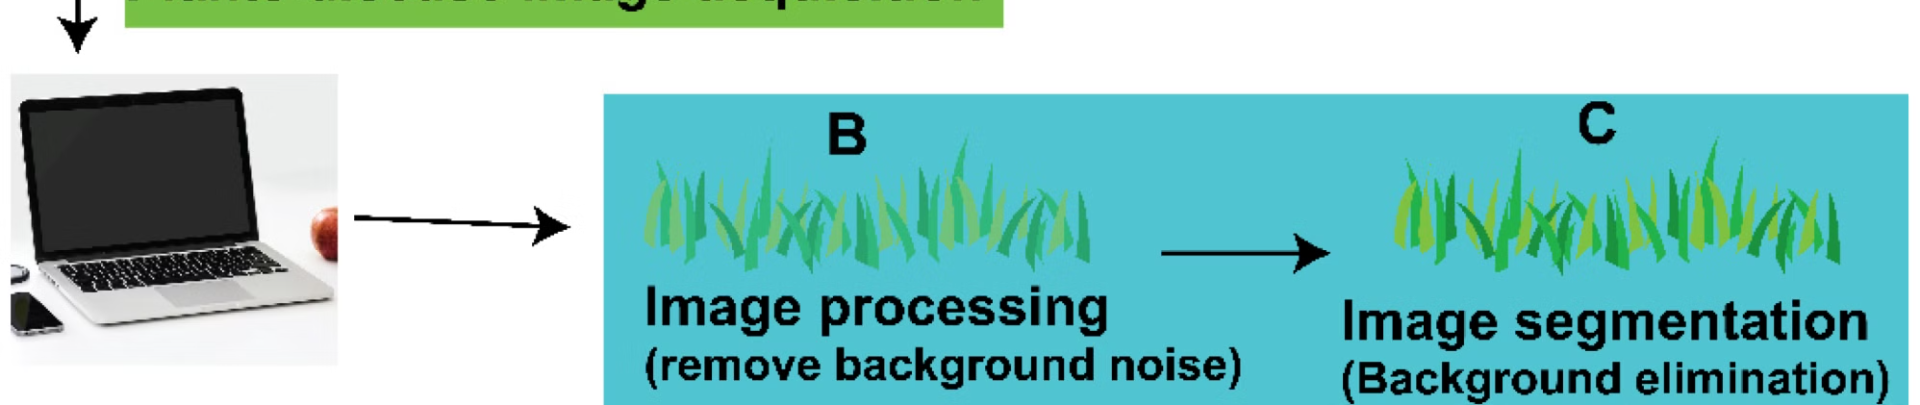 B
C
Image processing
(remove background noise)
Image segmentation
(Background elimination)